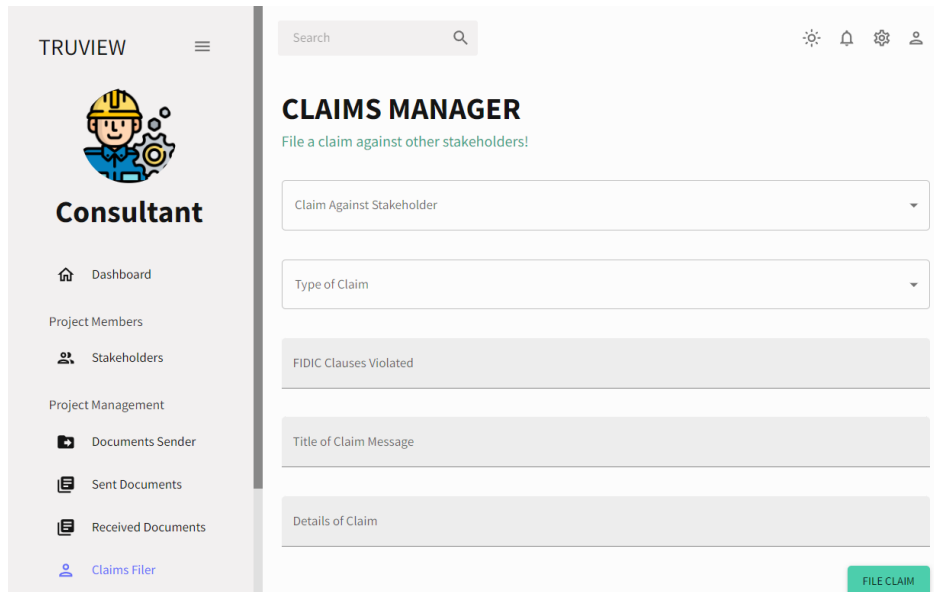 TRUVIEW
Consultant
Dashboard
Project Members
Stakeholders
Project Management
Documents Sender
Sent Documents
Received Documents
Claims Filer
Search
CLAIMS MANAGER
File a claim against other stakeholders!
Claim Against Stakeholder
Type of Claim
FIDIC Clauses Violated
Title of Claim Message
Details of Claim
FILE CLAIM